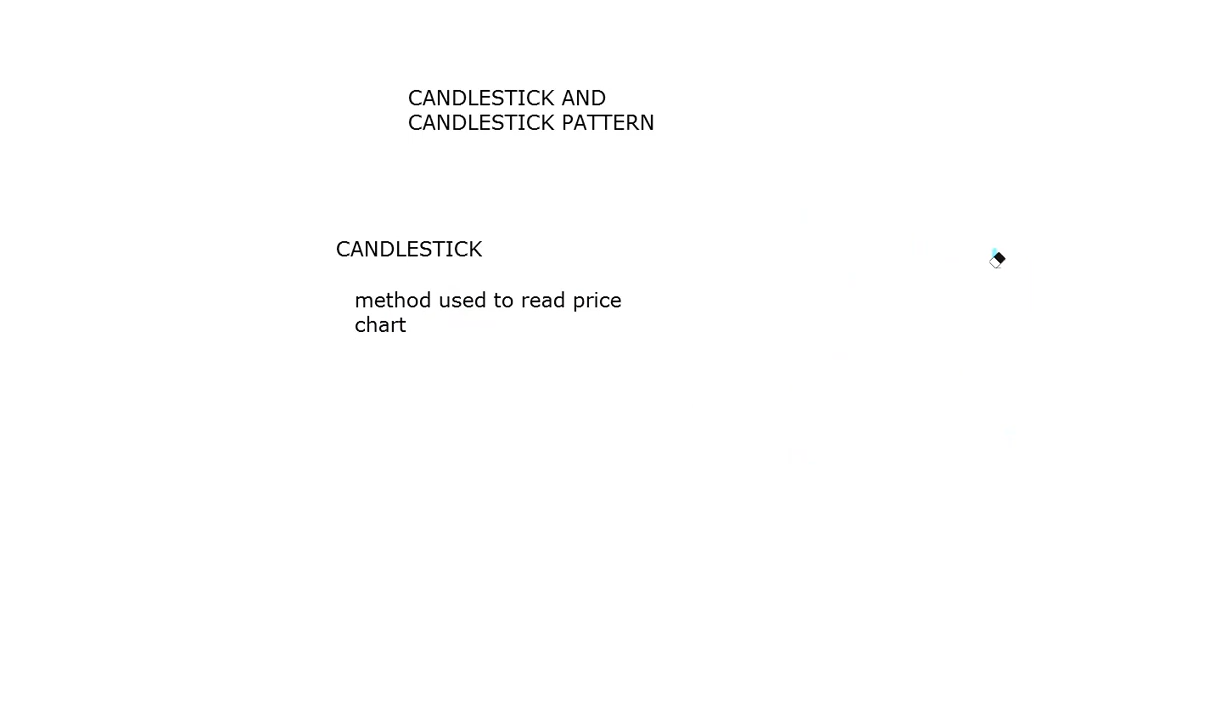 CANDLESTICK AND
CANDLESTICK PATTERN
CANDLESTICK
method used to read price
chart